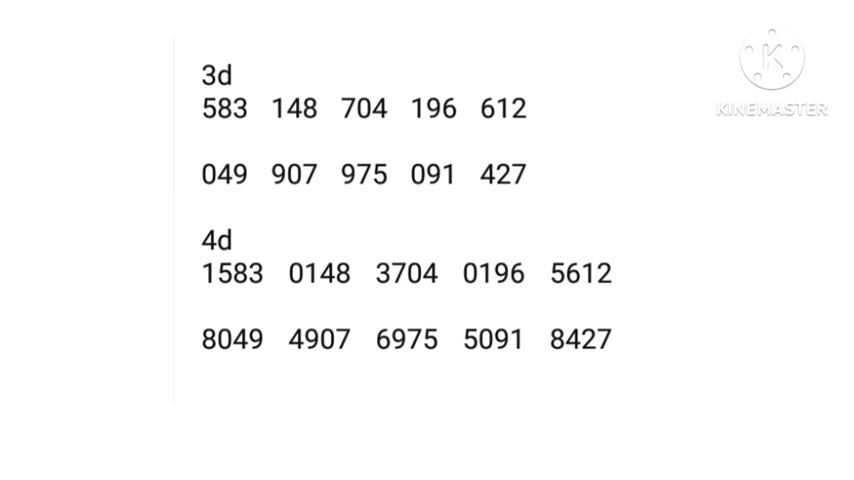 3d
583 148 704 196 612
049 907 975 091 427
4d
1583 0148 3704 0196 5612
8049 4907 6975 5091 8427
K
KINEMASTER